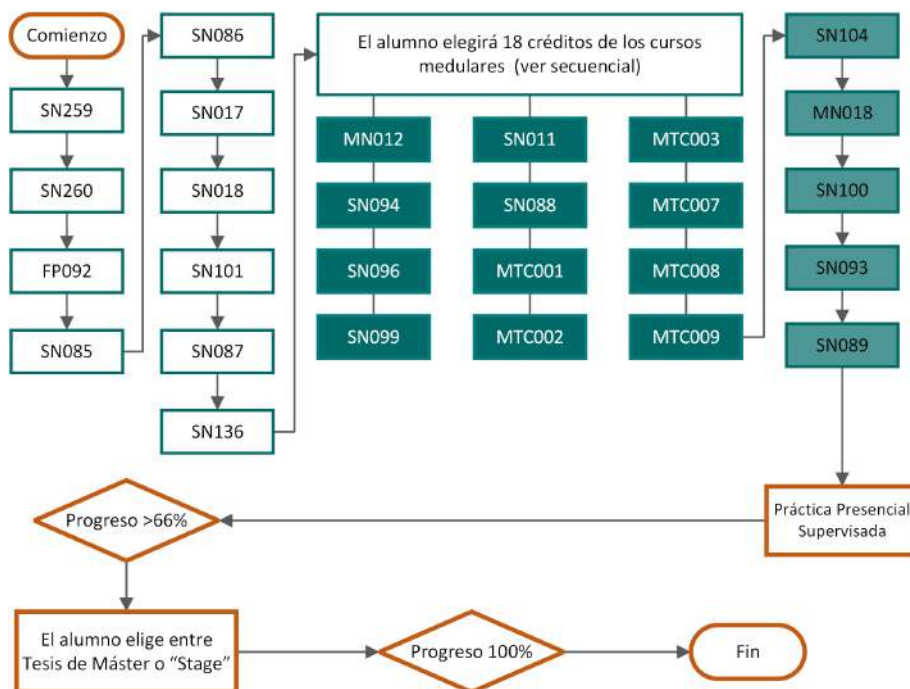 Comienzo
SN259
SN260
FP092
SN085
SN086
SN017
SN018
SN101
SN087
SN136
El alumno elegirá 18 créditos de los cursos
medulares (ver secuencial)
MN012
SN094
SN096
SN099
SN011
SN088
MTC001
MTC002
MTC003
MTC007
MTC008
MTC009
SN104
MN018
SN100
SN093
SN089
Práctica Presencial
Supervisada
Progreso >66%
El alumno elige entre
Tesis de Máster o “Stage”
Progreso 100%
Fin